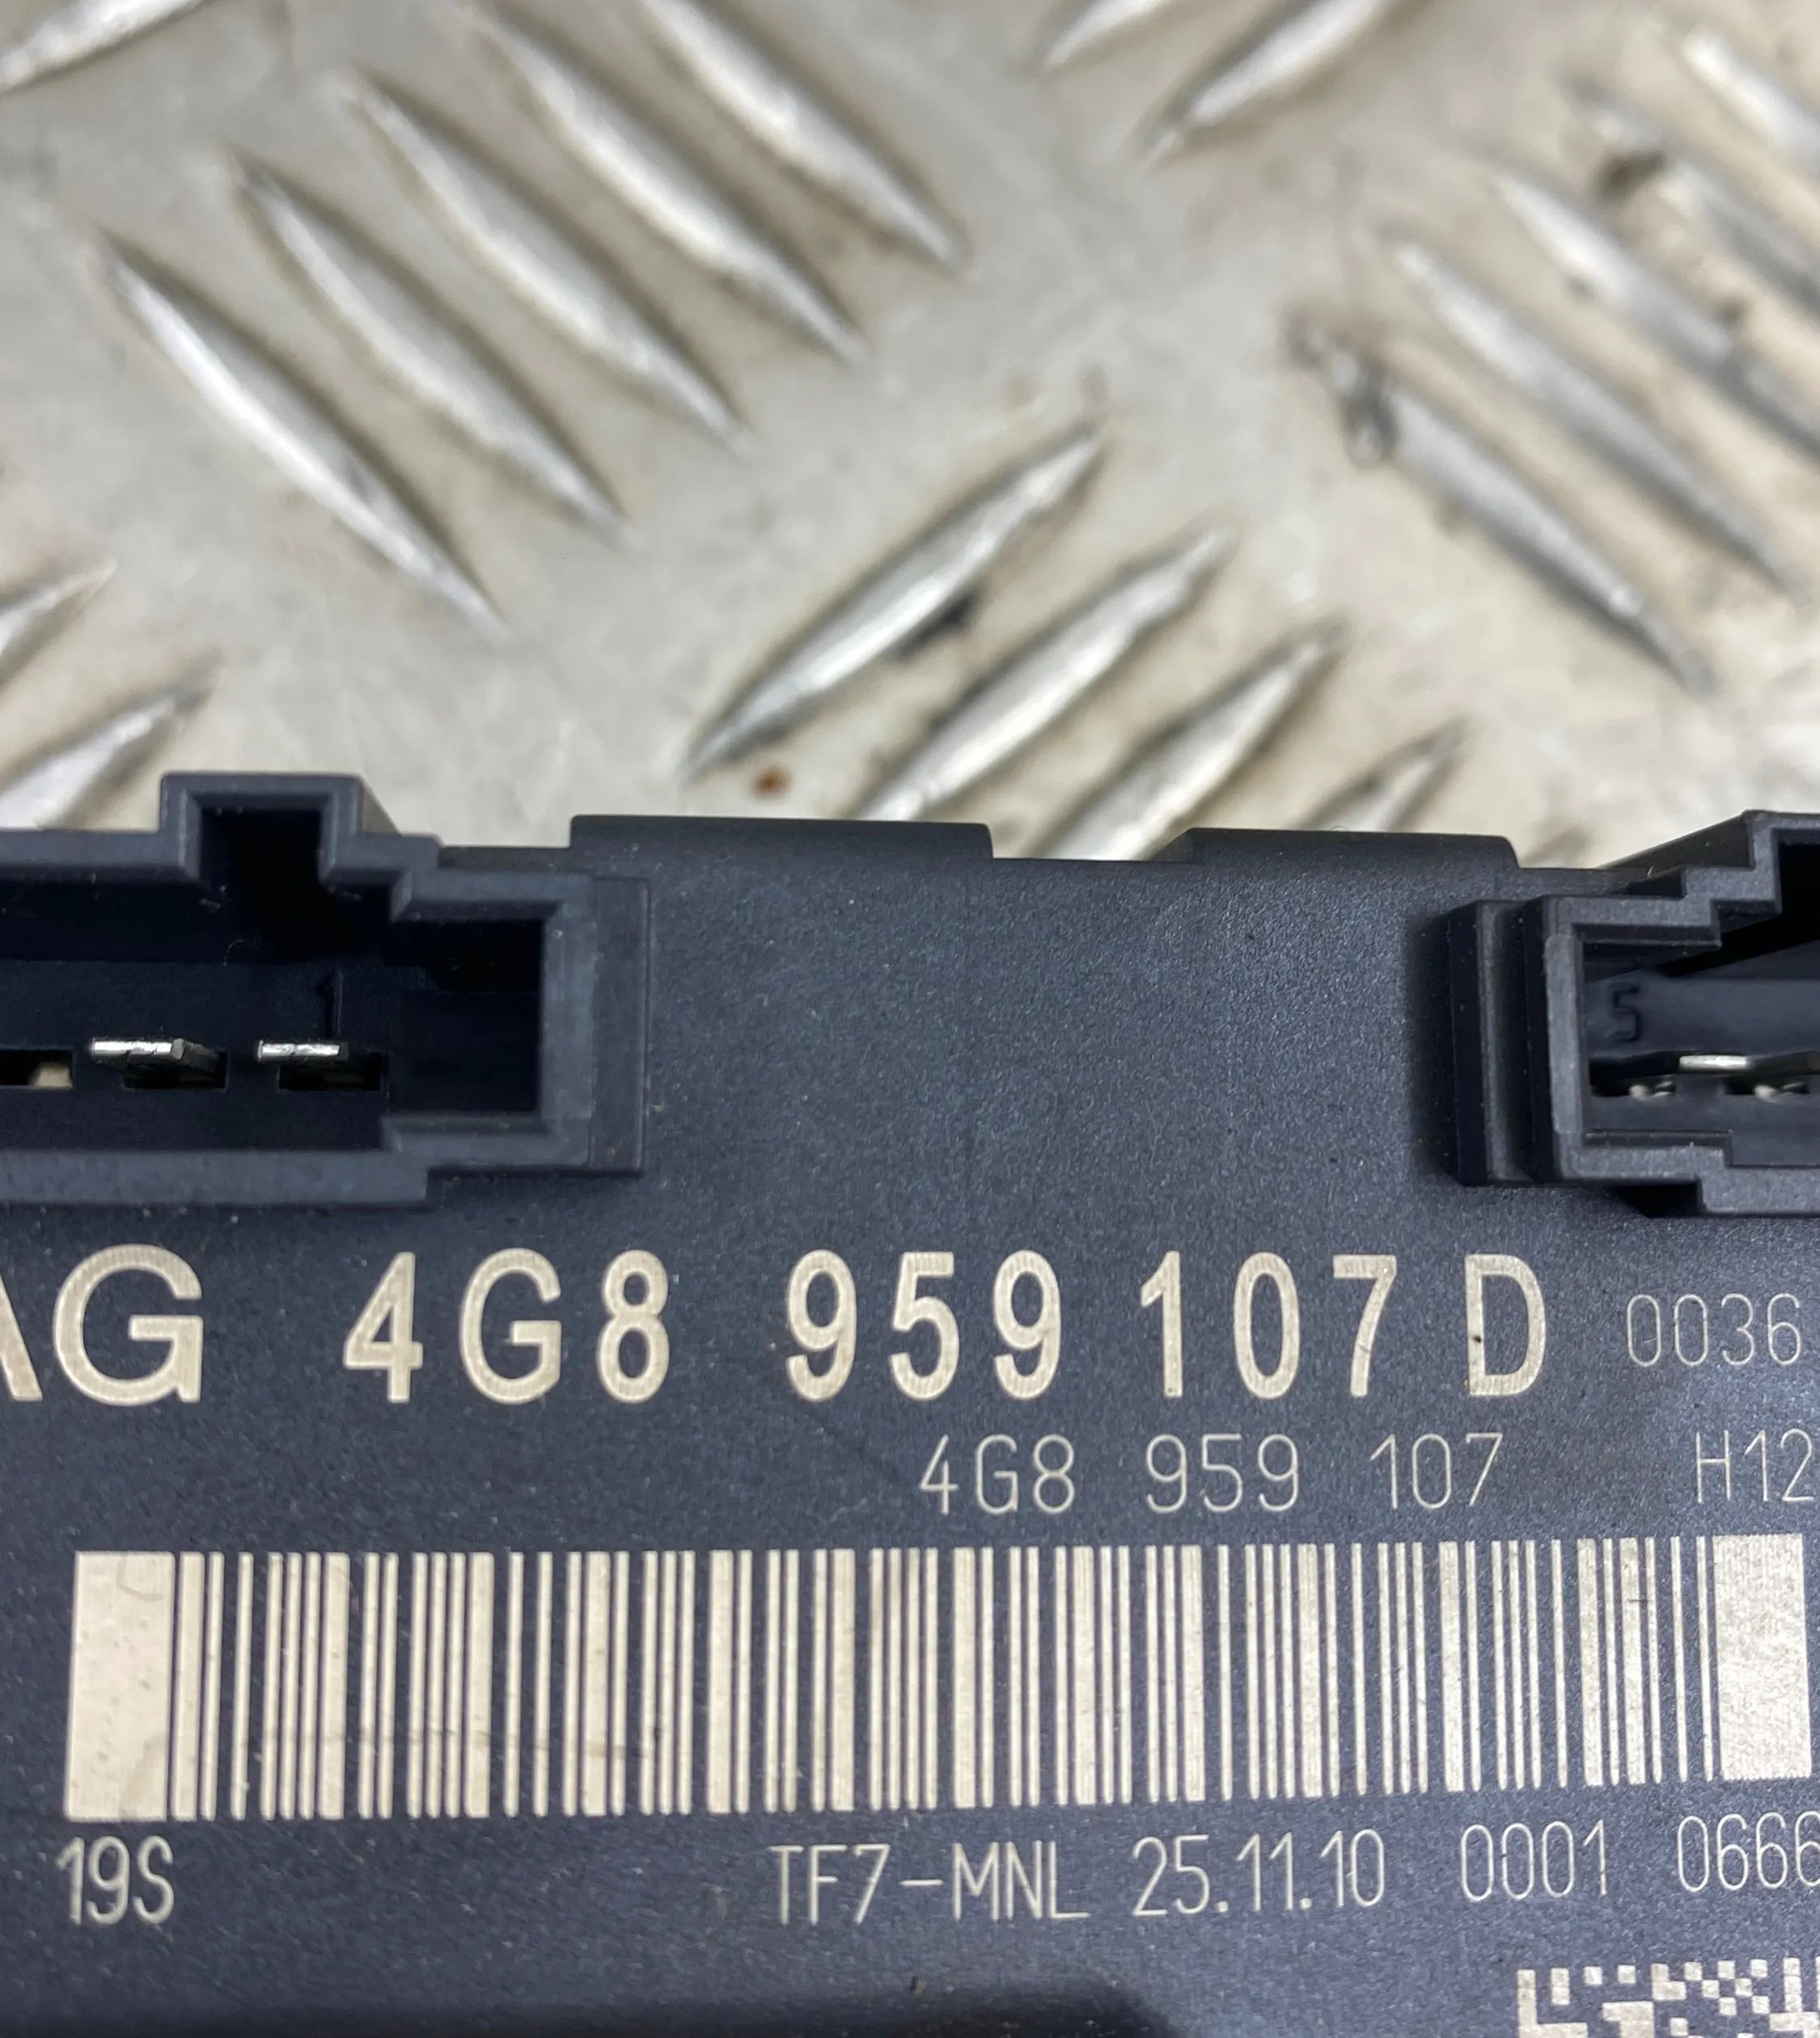 1
5
AG 4G8 959 107 D 0036
4G8 959 107 H12
19S TF7-MNL 25.11.10 0001 0666